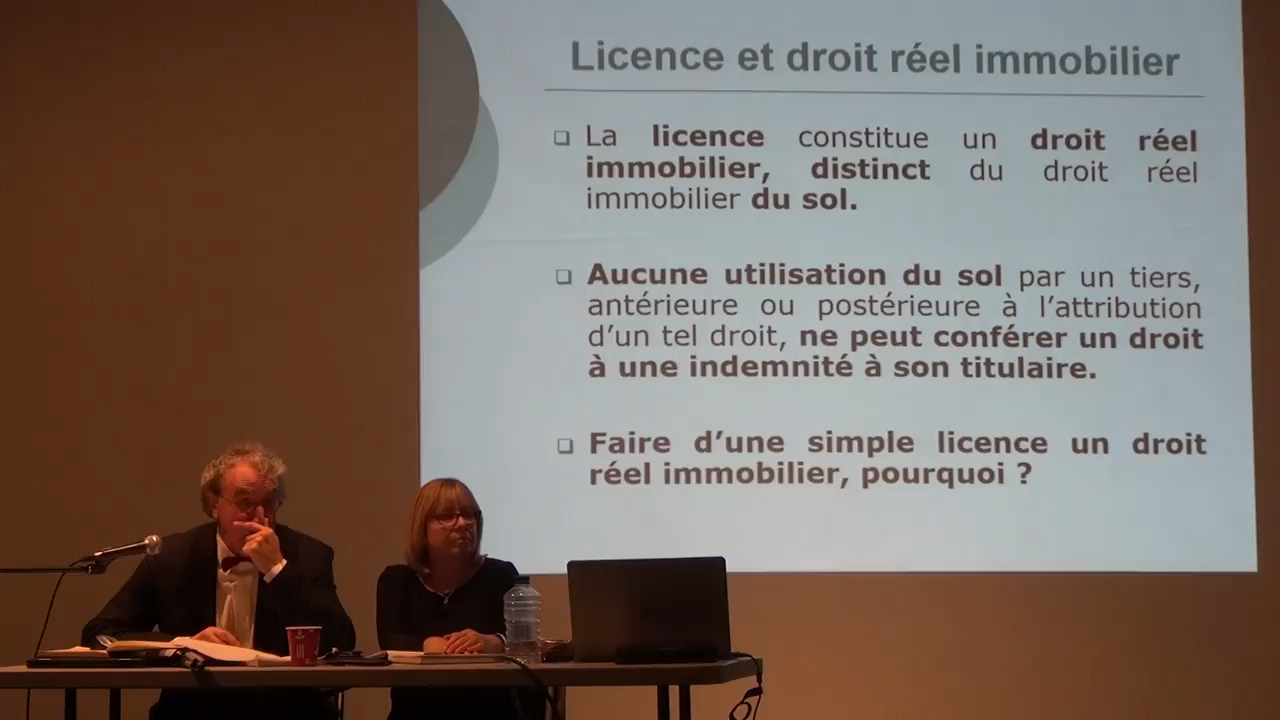 Licence et droit réel immobilier
❑ La licence constitue un droit réel
immobilier, distinct du droit réel
immobilier du sol.
❑ Aucune utilisation du sol par un tiers,
antérieure ou postérieure à l’attribution
d’un tel droit, ne peut conférer un droit
à une indemnité à son titulaire.
❑ Faire d’une simple licence un droit
réel immobilier, pourquoi ?